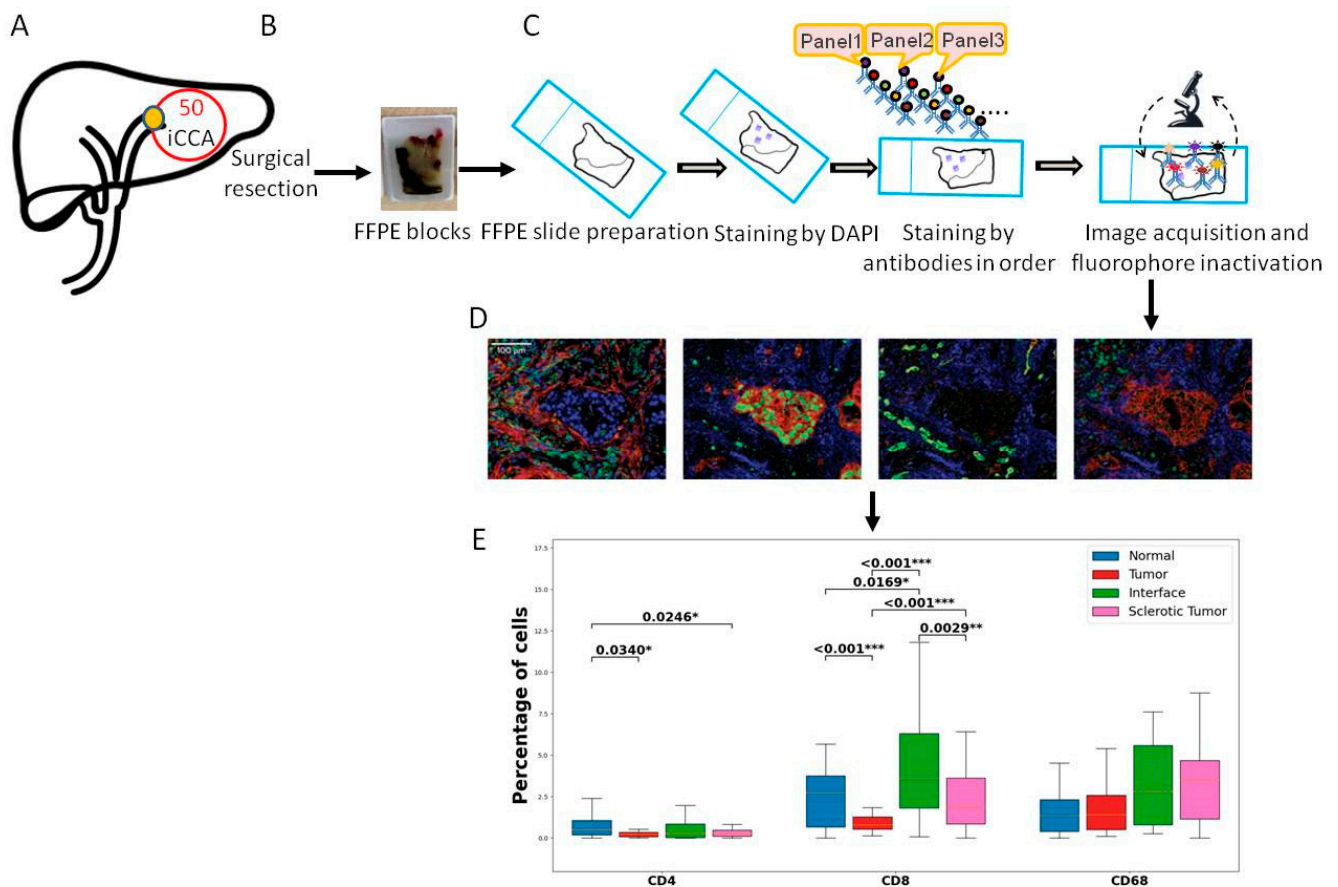 A
B
C
Panel1
Panel2
Panel3
50
iCCA
Surgical
resection
....
FFPE blocks
FFPE slide preparation
Staining by DAPI
Staining by
antibodies in order
Image acquisition and
fluorophore inactivation
D
100 µm
E
Percentage of cells
17.5
15.0
12.5
10.0
7.5
5.0
2.5
0.0
0.0246*
0.0340*
<0.001***
0.0169*
<0.001***
0.0029**
<0.001***
Normal
Tumor
Interface
Sclerotic Tumor
CD4
CD8
CD68